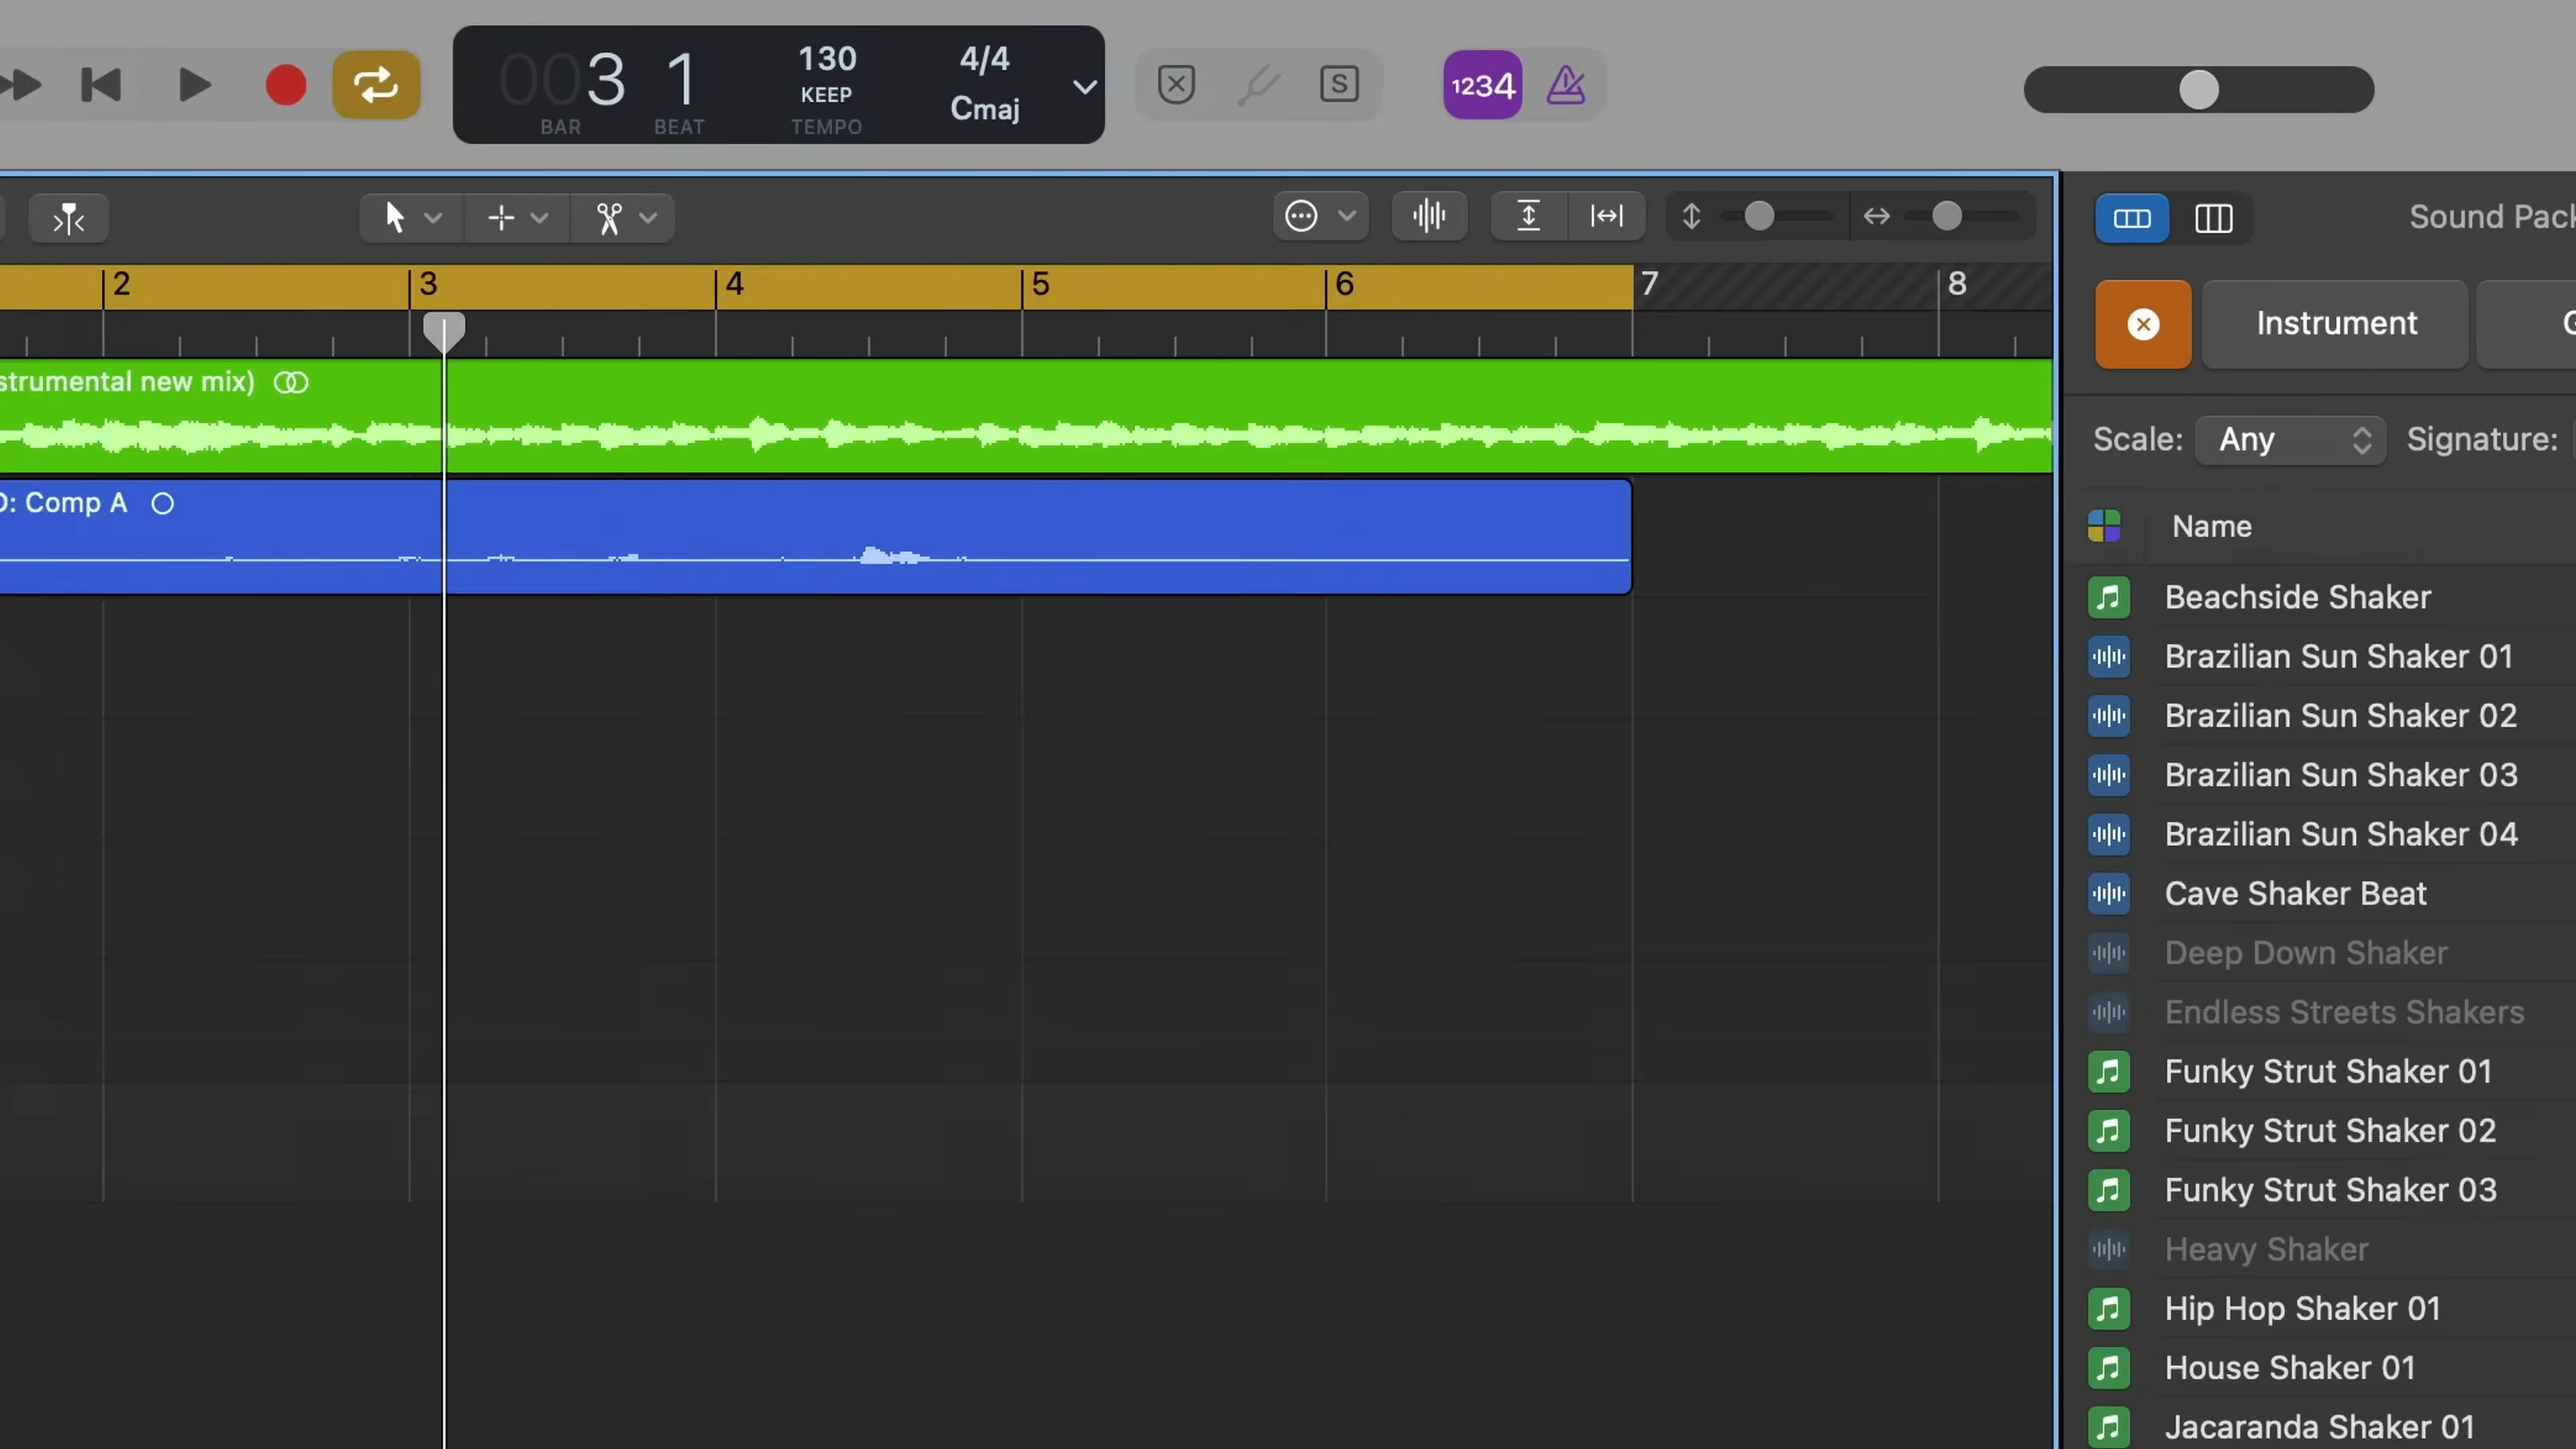 003 1 130 4/4
KEEP Cmaj
BAR BEAT TEMPO
S
1234
Sound Pack
2 3 4 5 6 7 8
Instrument
strumental new mix)
Scale: Any Signature:
: Comp A
Name
Beachside Shaker
Brazilian Sun Shaker 01
Brazilian Sun Shaker 02
Brazilian Sun Shaker 03
Brazilian Sun Shaker 04
Cave Shaker Beat
Deep Down Shaker
Endless Streets Shakers
Funky Strut Shaker 01
Funky Strut Shaker 02
Funky Strut Shaker 03
Heavy Shaker
Hip Hop Shaker 01
House Shaker 01
Jacaranda Shaker 01